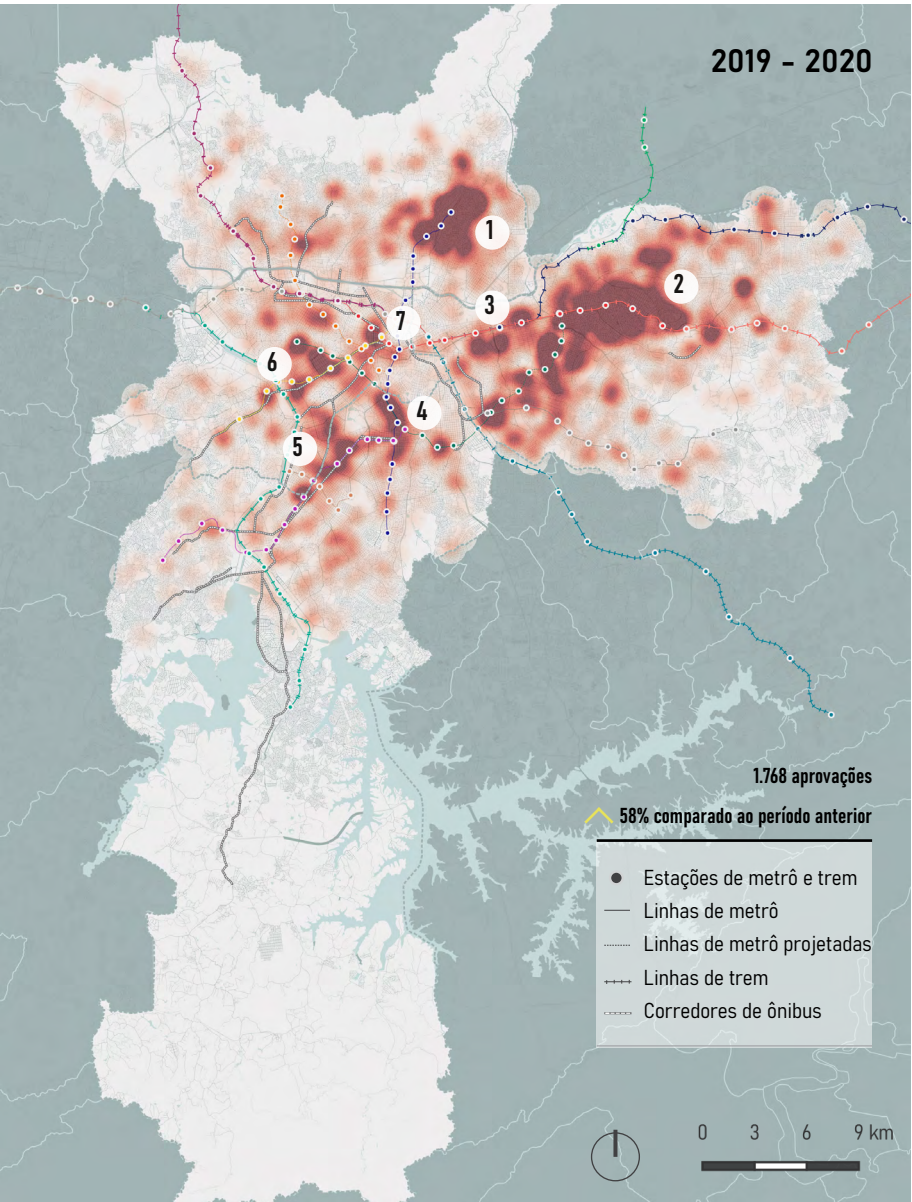 2019 - 2020
1
2
3
7
6
4
5
1.768 aprovações
58% comparado ao período anterior
Estações de metrô e trem
Linhas de metrô
Linhas de metrô projetadas
Linhas de trem
Corredores de ônibus
0 3 6 9 km